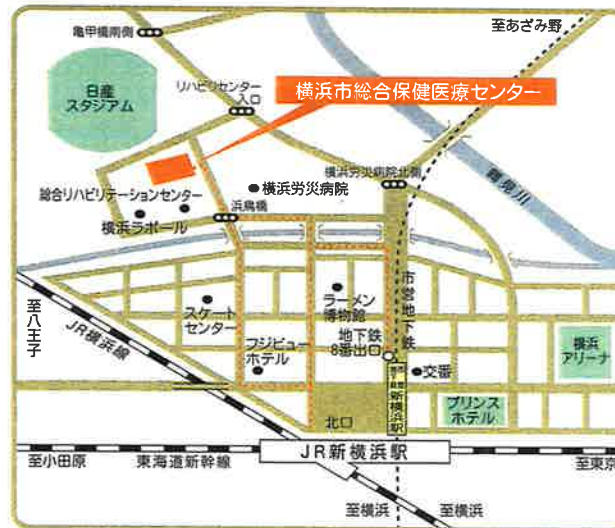 亀甲橋南側
至あざみ野
日産
スタジアム
リハビリセンター
入口
横浜市総合保健医療センター
横浜労災病院北側
総合リハビリテーションセンター
横浜労災病院
鶴見川
浜鳥橋
横浜ラポール
市営地下鉄
至八王子
JR横浜線
スケート
センター
ラーメン
博物館
フジビュー
ホテル
地下鉄
8番出口
交番
横浜
アリーナ
新横浜駅
プリンス
ホテル
北口
JR新横浜駅
至小田原
東海道新幹線
至東京
至横浜
至横浜